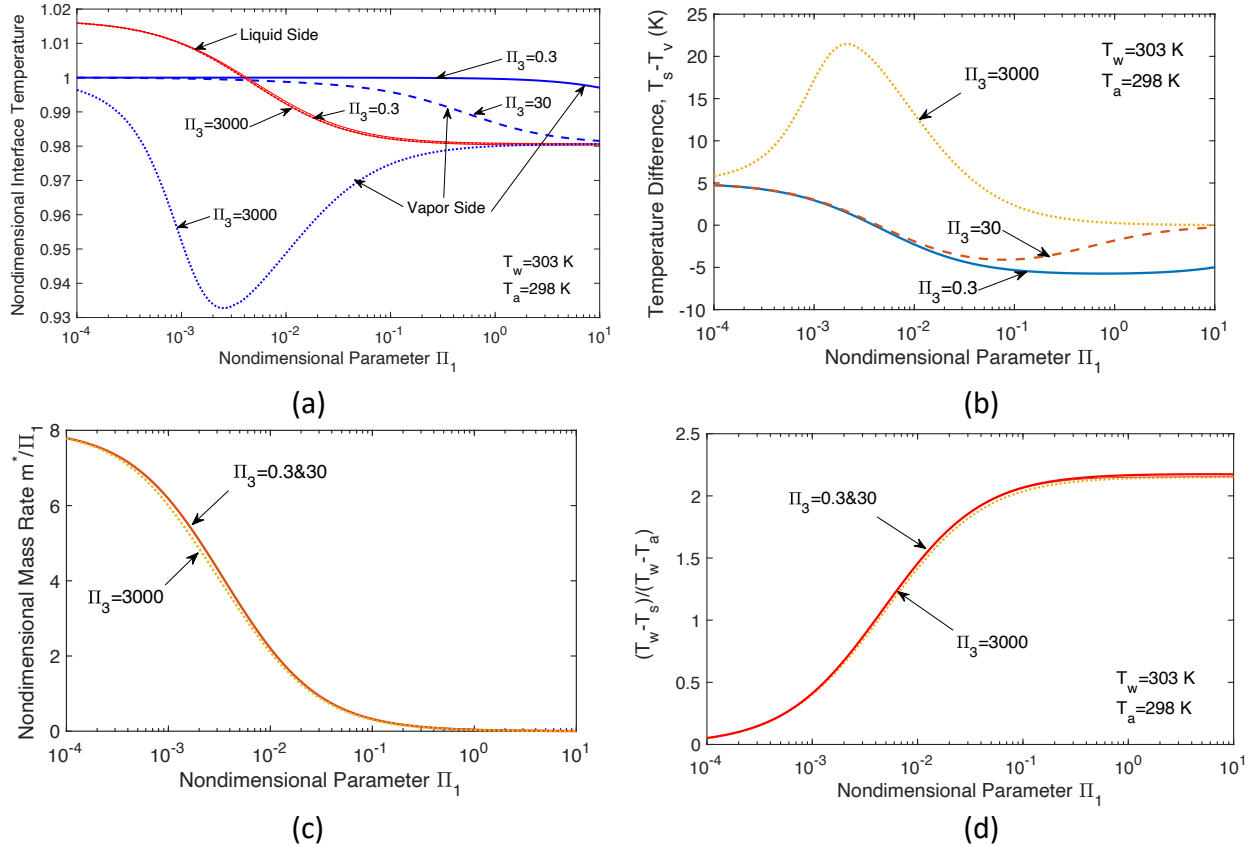 1.02
1.01
1
0.99
0.98
0.97
0.96
0.95
0.94
0.93
Nondimensional Interface Temperature
Liquid Side
Π3=0.3
Π3=30
Π3=3000
Π3=0.3
Vapor Side
Π3=3000
Tw=303 K
Ta=298 K
10-4 10-3 10-2 10-1 100 101
Nondimensional Parameter Π1
(a)
25
20
15
10
5
0
-5
-10
Temperature Difference, Ts-Tv (K)
Tw=303 K
Ta=298 K
Π3=3000
Π3=30
Π3=0.3
10-4 10-3 10-2 10-1 100 101
Nondimensional Parameter Π1
(b)
8
6
4
2
0
Nondimensional Mass Rate m*/Π1
Π3=0.3&30
Π3=3000
10-4 10-3 10-2 10-1 100 101
Nondimensional Parameter Π1
(c)
2.5
2
1.5
1
0.5
0
(Tw-Ts)/(Tw-Ta)
Π3=0.3&30
Π3=3000
Tw=303 K
Ta=298 K
10-4 10-3 10-2 10-1 100 101
Nondimensional Parameter Π1
(d)